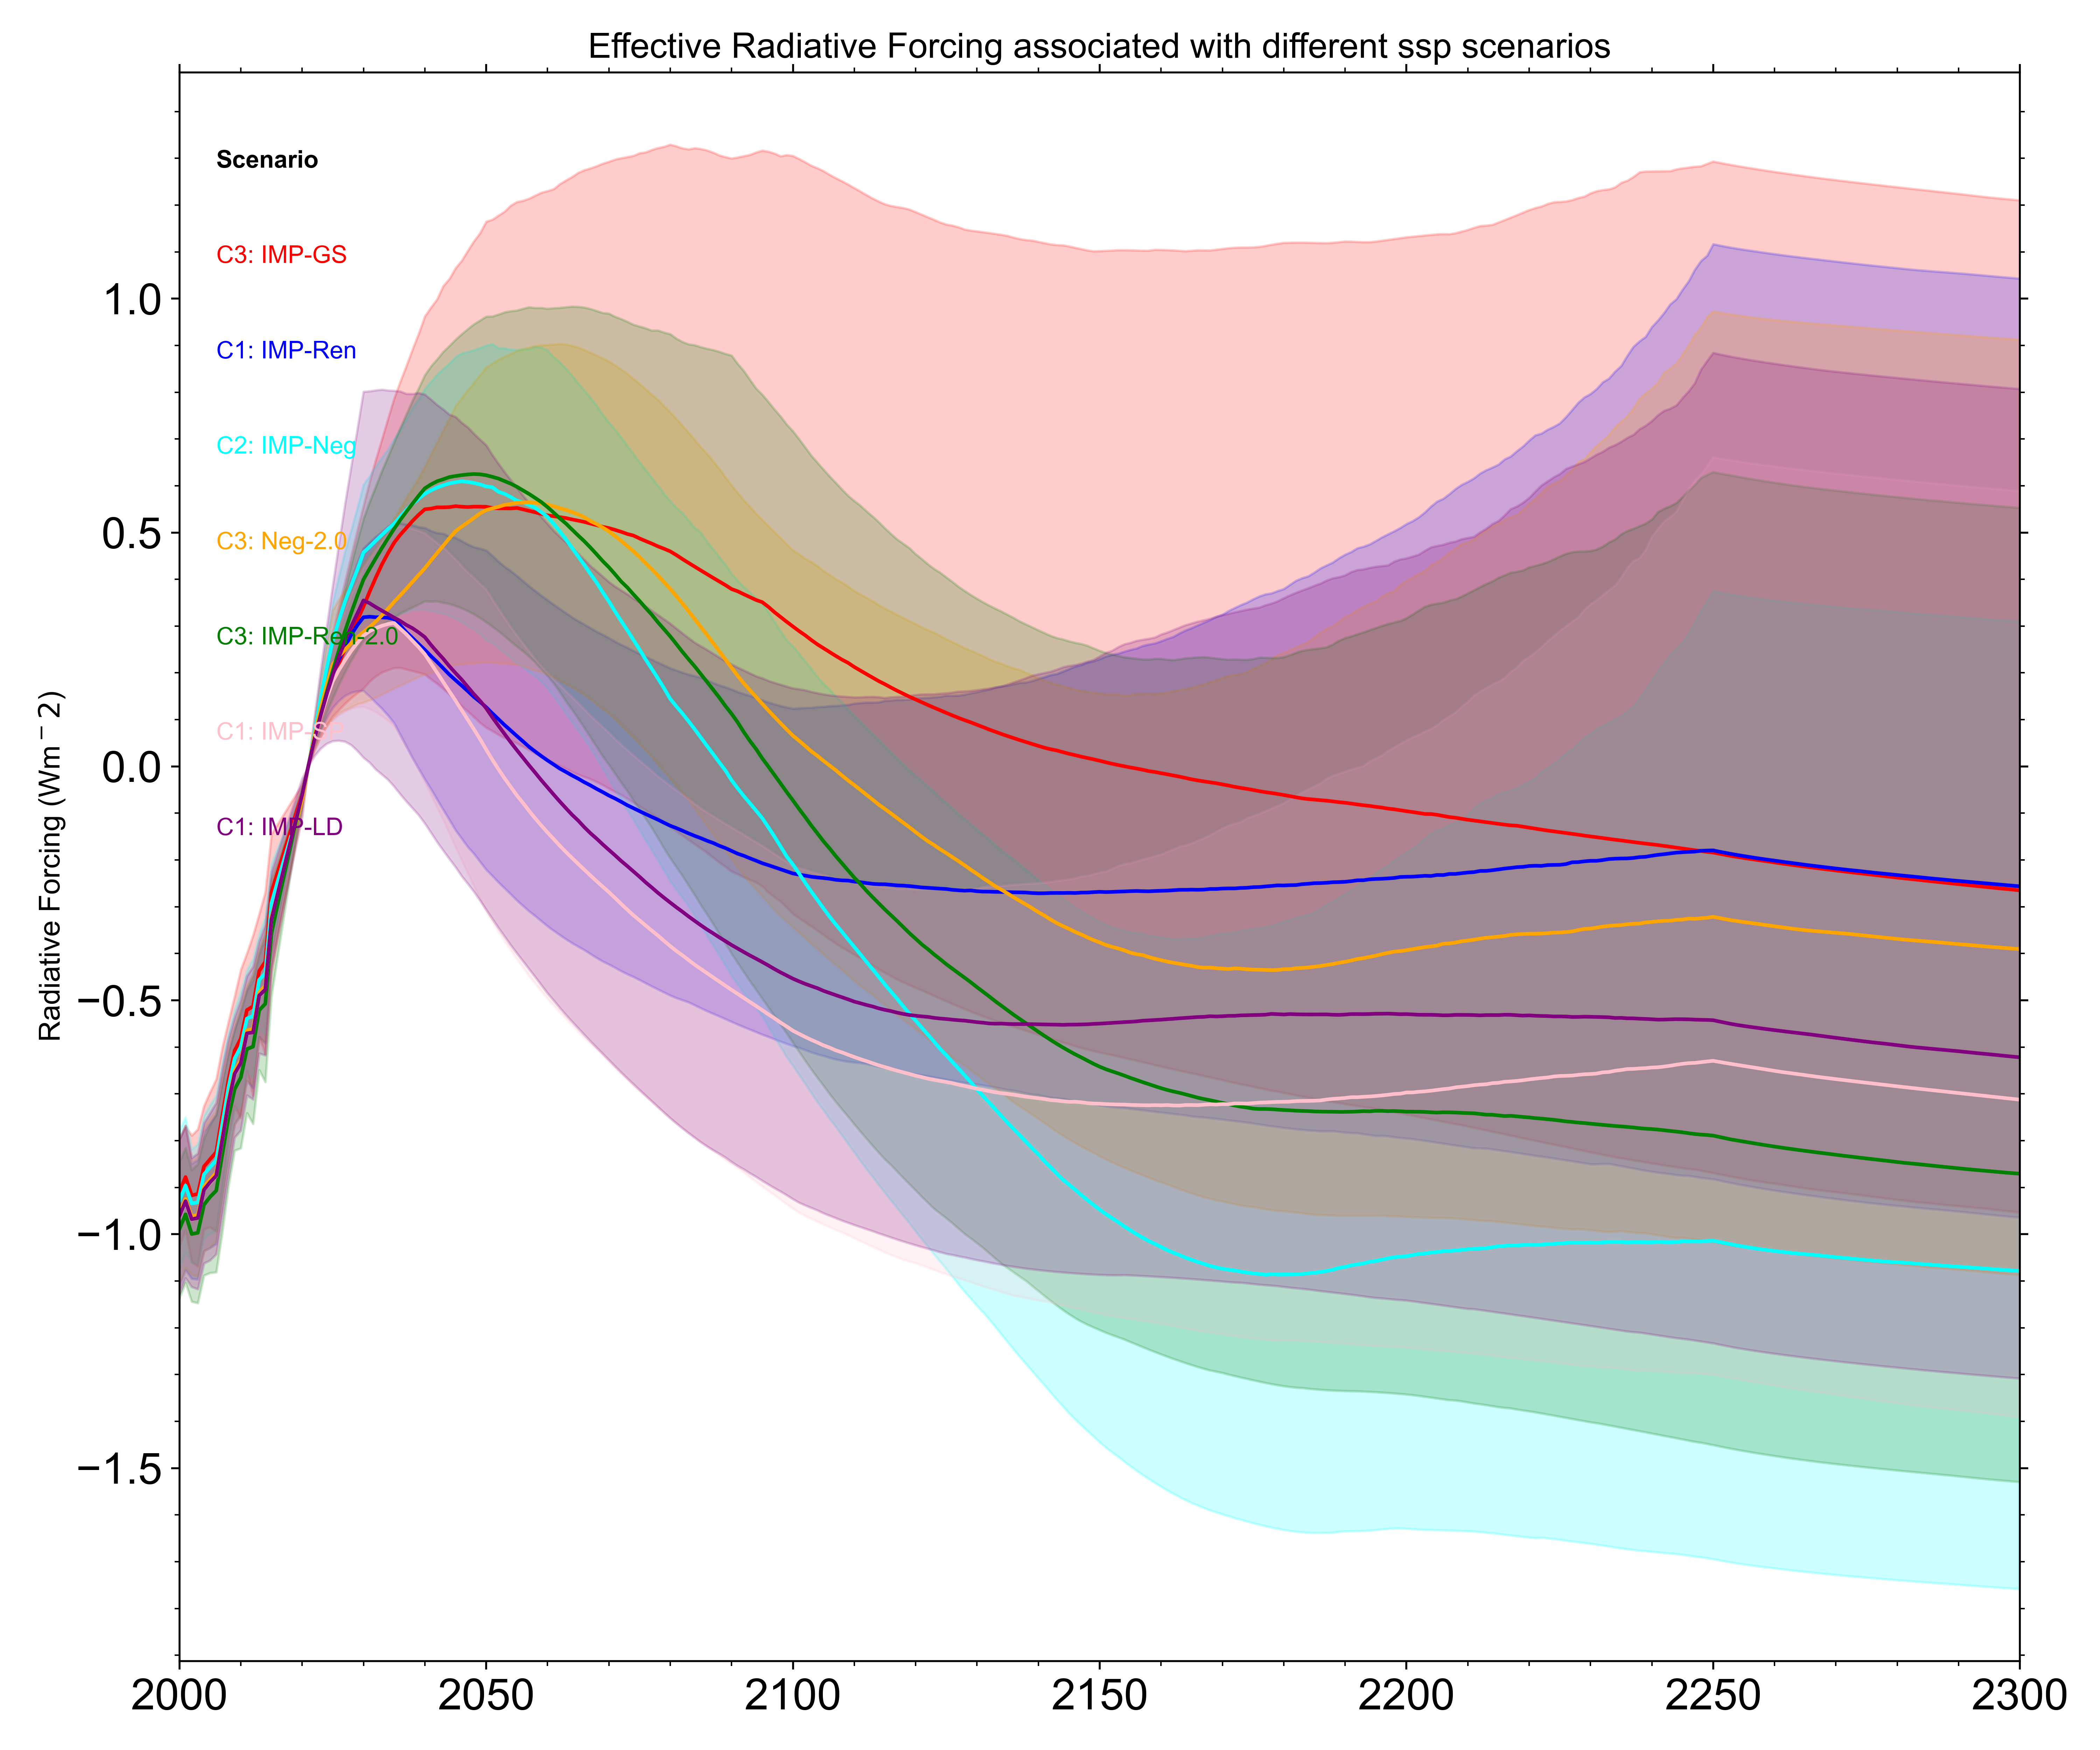 Effective Radiative Forcing associated with different ssp scenarios
Radiative Forcing (Wm⁻2)
Scenario
C3: IMP-GS
C1: IMP-Ren
C2: IMP-Neg
C3: Neg-2.0
C3: IMP-Ren-2.0
C1: IMP-
C1: IMP-LD
1.0
0.5
0.0
−0.5
−1.0
−1.5
2000 2050 2100 2150 2200 2250 2300